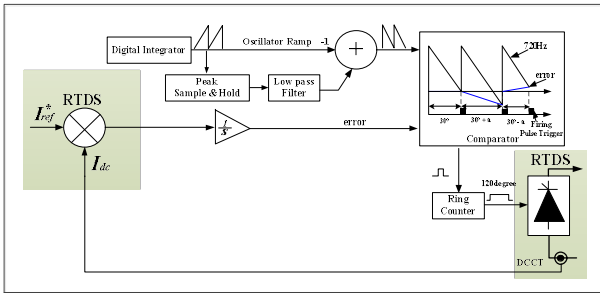 Digital Integrator
Oscillator Ramp -1
+
Peak
Sample & Hold
Low pass
Filter
720Hz
error
30°
30° + α
30° - α
Firing
Pulse Trigger
Comparator
RTDS
I*ref
Idc
1/s
error
Ring
Counter
120degree
RTDS
DCCT